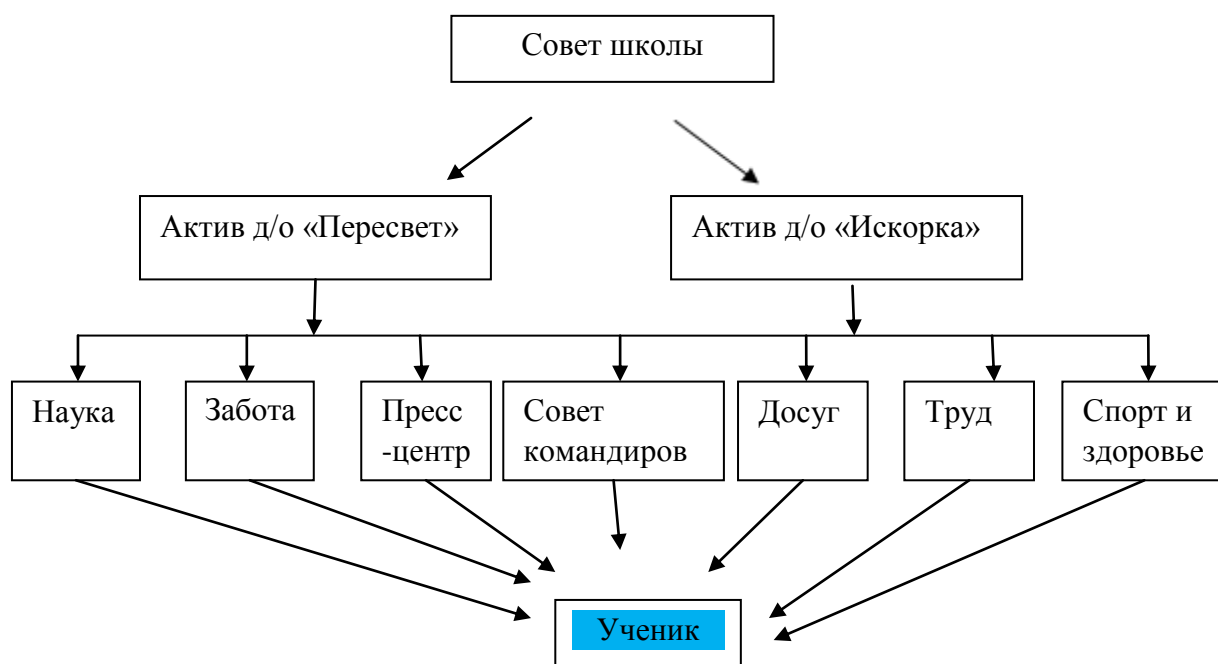 Совет школы
Актив д/о «Пересвет»
Актив д/о «Искорка»
Наука
Забота
Пресс
-центр
Совет
командиров
Досуг
Труд
Спорт и
здоровье
Ученик